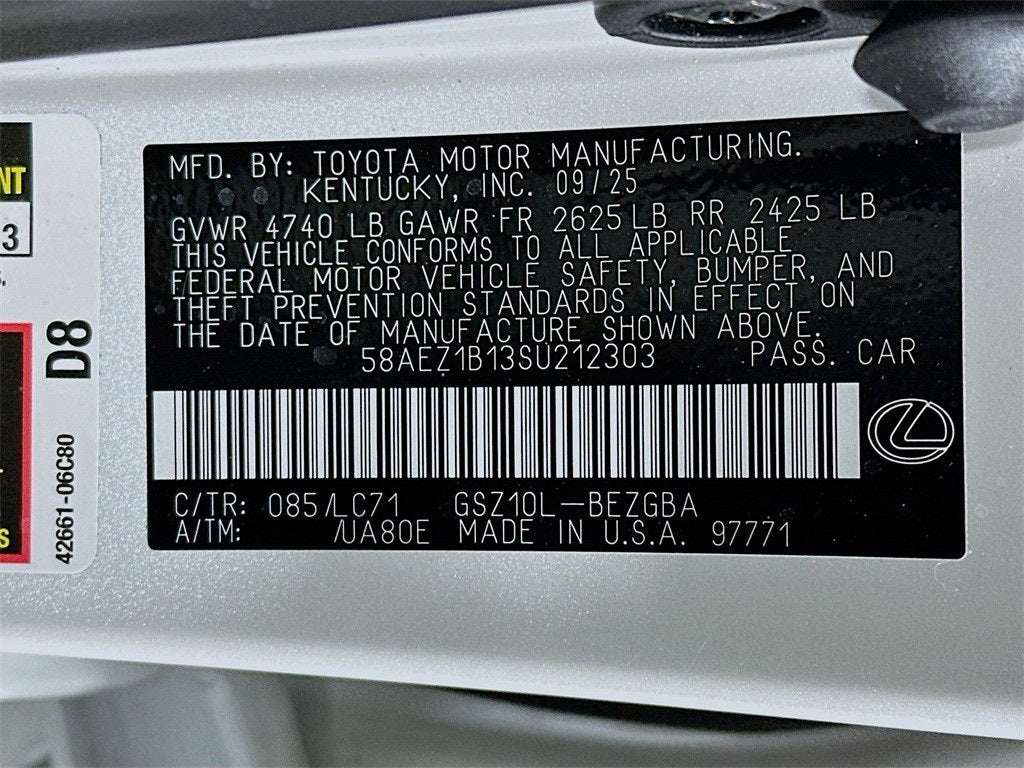 MFD. BY: TOYOTA MOTOR MANUFACTURING.
KENTUCKY, INC. 09/25
GVWR 4740 LB GAWR FR 2625 LB RR 2425 LB
THIS VEHICLE CONFORMS TO ALL APPLICABLE
FEDERAL MOTOR VEHICLE SAFETY, BUMPER, AND
THEFT PREVENTION STANDARDS IN EFFECT ON
THE DATE OF MANUFACTURE SHOWN ABOVE.
58AEZ1B13SU212303 PASS. CAR
C/TR: 085/LC71 GSZ10L-BEZGBA
A/TM: /UA80E MADE IN U.S.A. 97771
NT
3
D8
42661-06C80
S